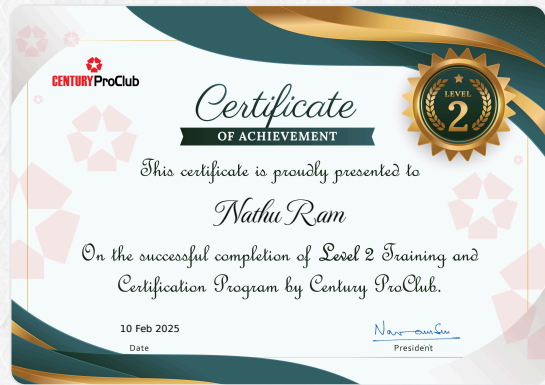 CENTURY ProClub
Certificate
OF ACHIEVEMENT
LEVEL
2
This certificate is proudly presented to
Nathu Ram
On the successful completion of Level 2 Training and
Certification Program by Century ProClub.
10 Feb 2025
Date
President